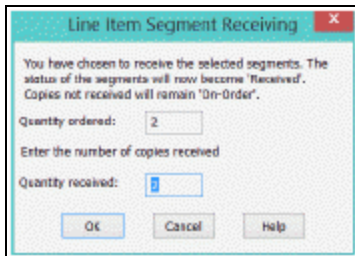 Line Item Segment Receiving
You have chosen to receive the selected segments. The
status of the segments will now become 'Received'.
Copies not received will remain 'On-Order'.
Quantity ordered: 2
Enter the number of copies received
Quantity received:
OK Cancel Help